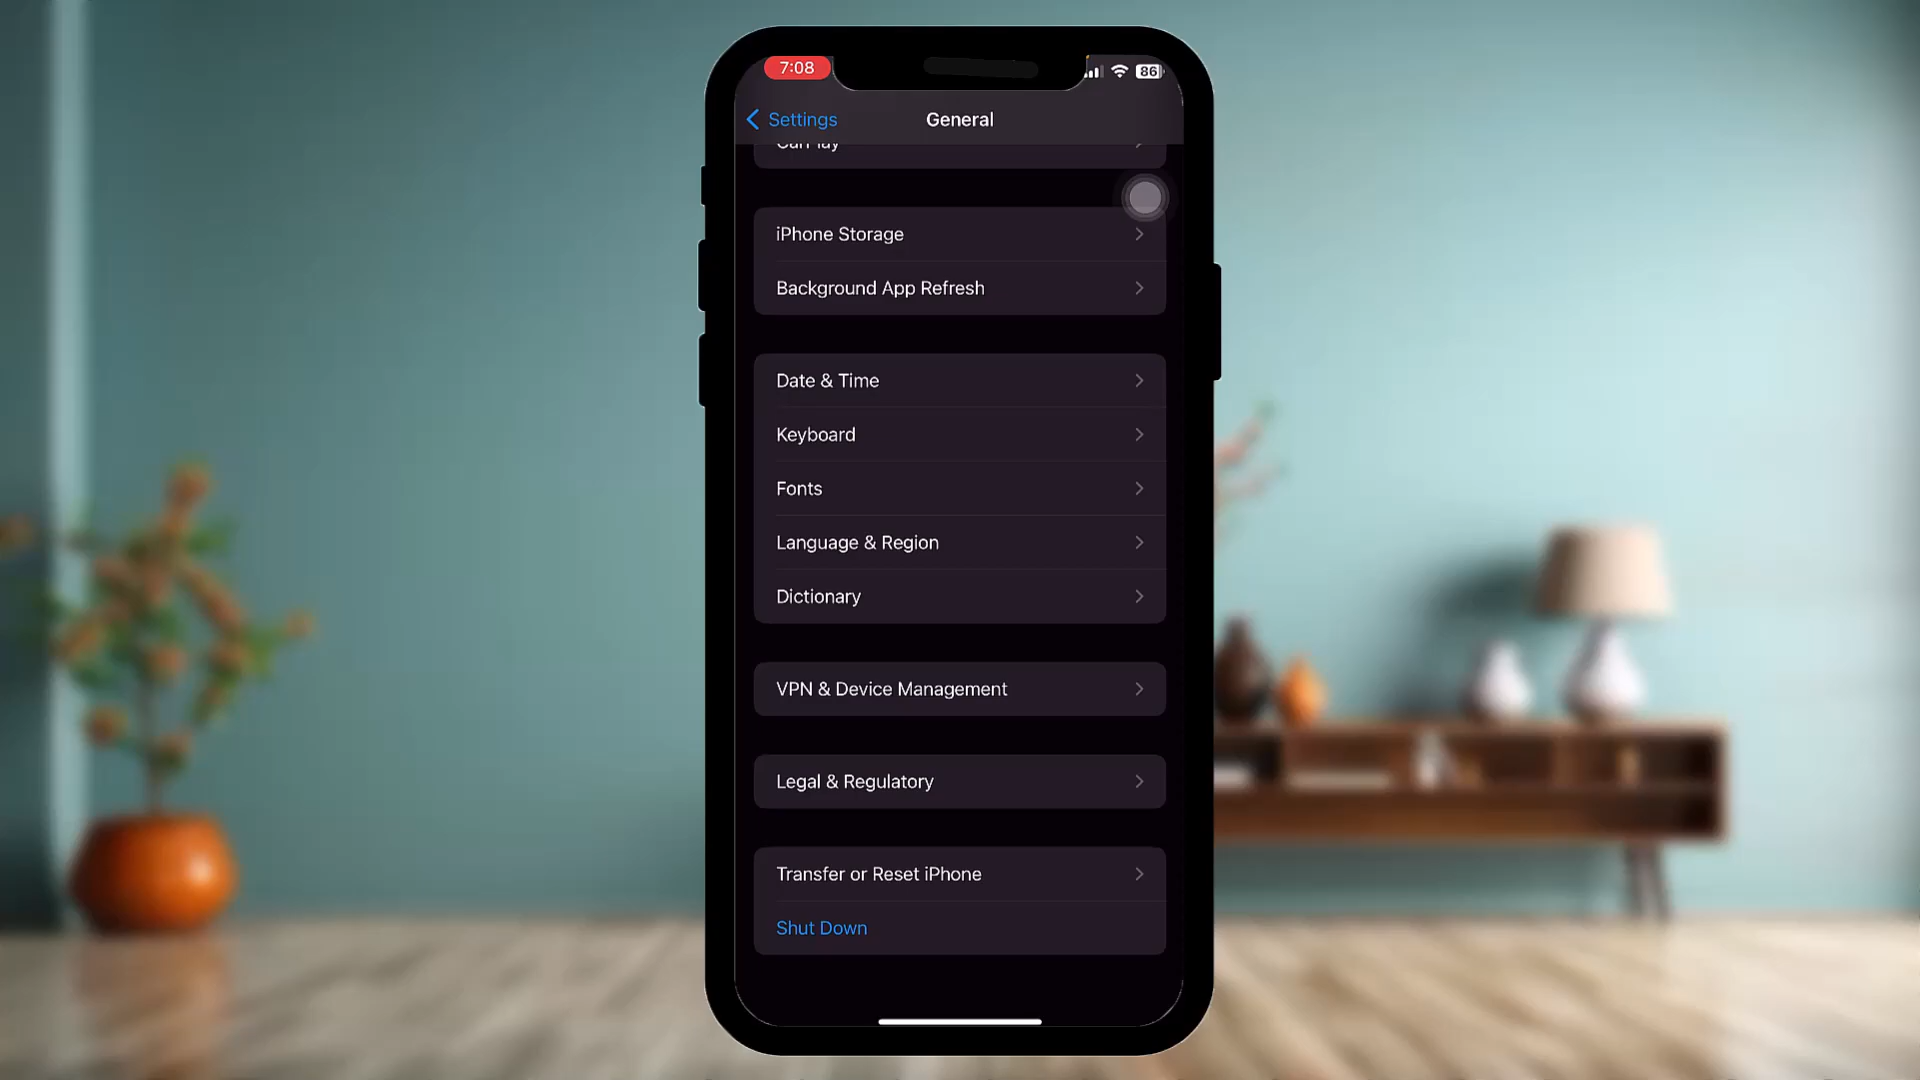 7:08
86
Settings
General
CarPlay
iPhone Storage
Background App Refresh
Date & Time
Keyboard
Fonts
Language & Region
Dictionary
VPN & Device Management
Legal & Regulatory
Transfer or Reset iPhone
Shut Down